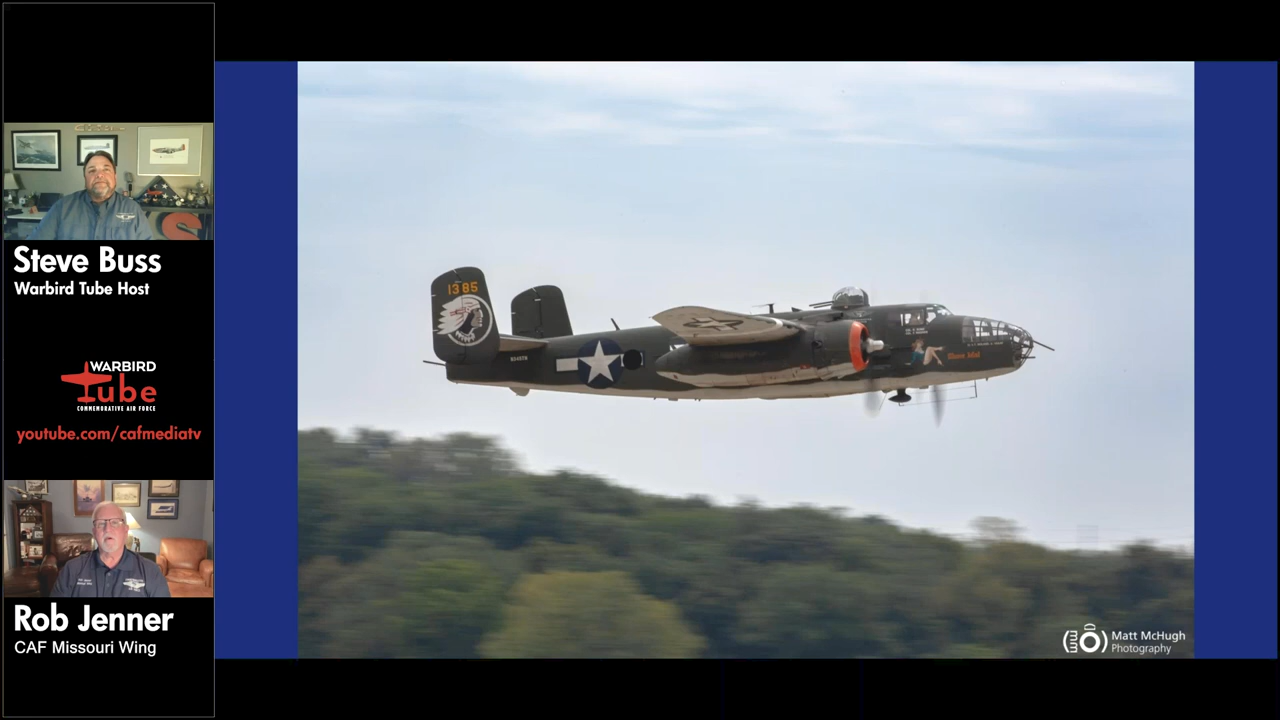 Steve Buss
Warbird Tube Host
WARBIRD
Tube
COMMEMORATIVE AIR FORCE
youtube.com/cafmediatv
Rob Jenner
CAF Missouri Wing
1385
Show Me!
Matt McHugh
Photography